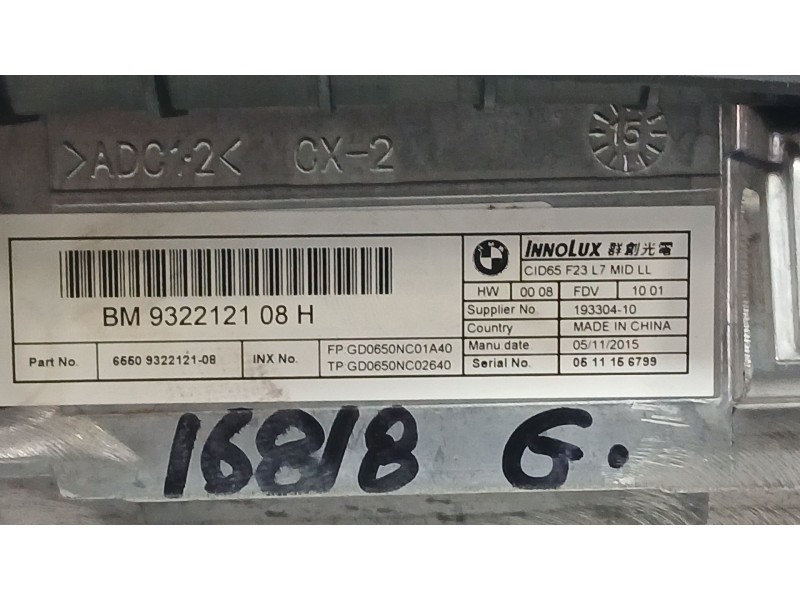 >ADC1·2< CX-2 15
BMW INNOLUX 群創光電
CID65 F23 L7 MID LL
HW 00 08 FDV 10 01
BM 9322121 08 H
Supplier No. 193304-10
Country MADE IN CHINA
Manu date 05/11/2015
Part No. 6550 9322121-08 INX No. FP GD0650NC01A40
TP GD0650NC02640
Serial No. 05 11 15 6799
16818 G.